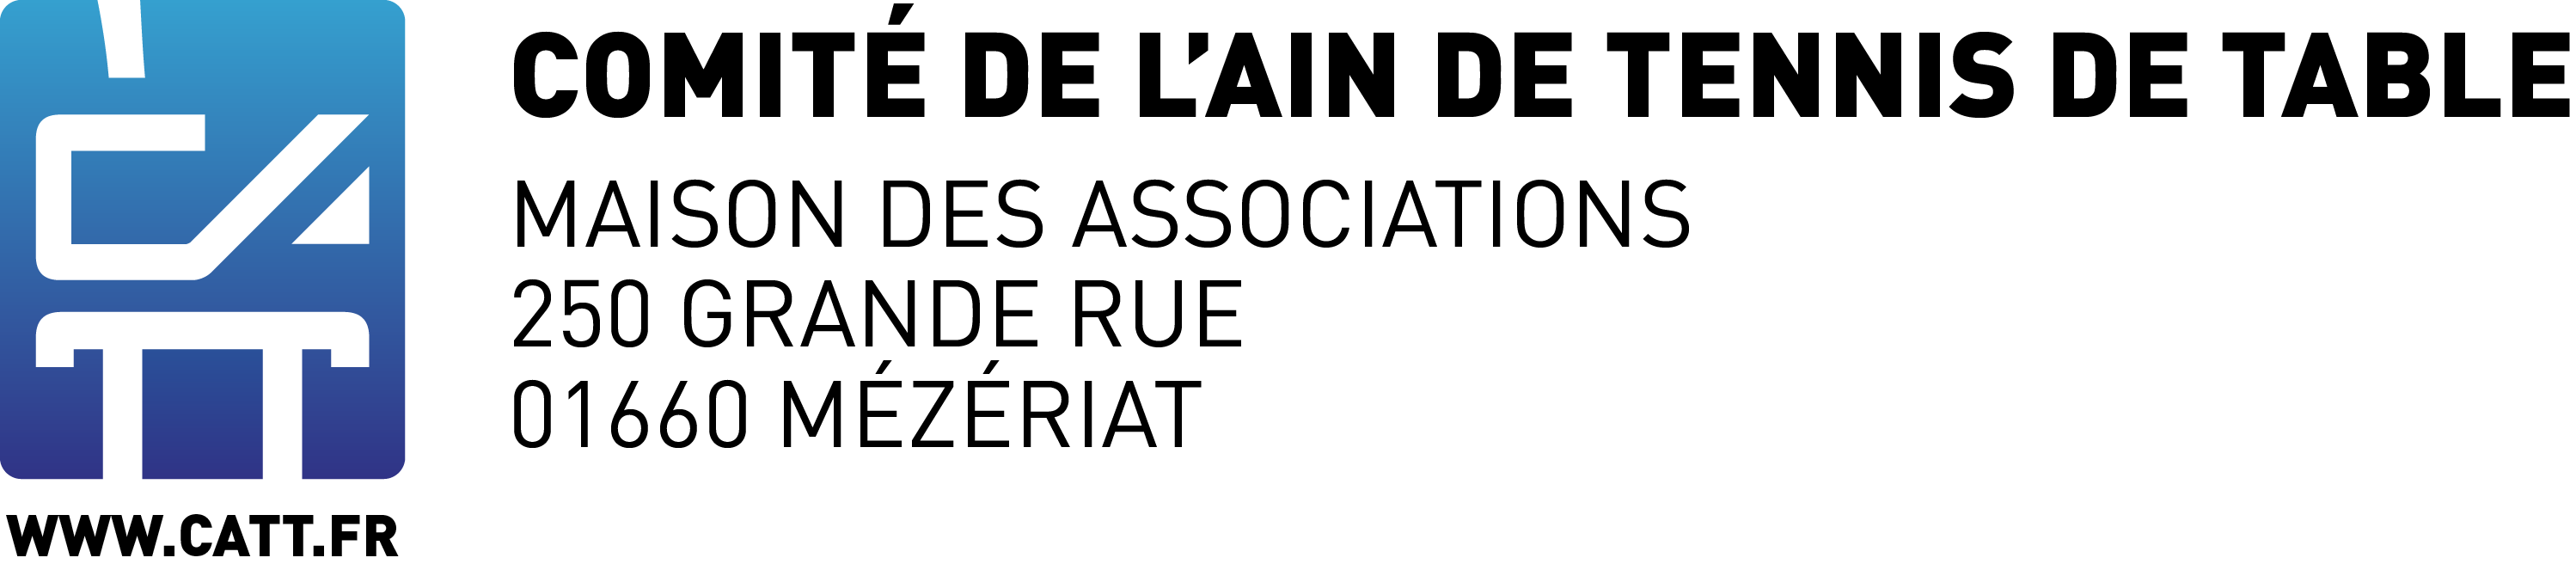 COMITÉ DE L'AIN DE TENNIS DE TABLE
MAISON DES ASSOCIATIONS
250 GRANDE RUE
01660 MÉZÉRIAT
WWW.CATT.FR